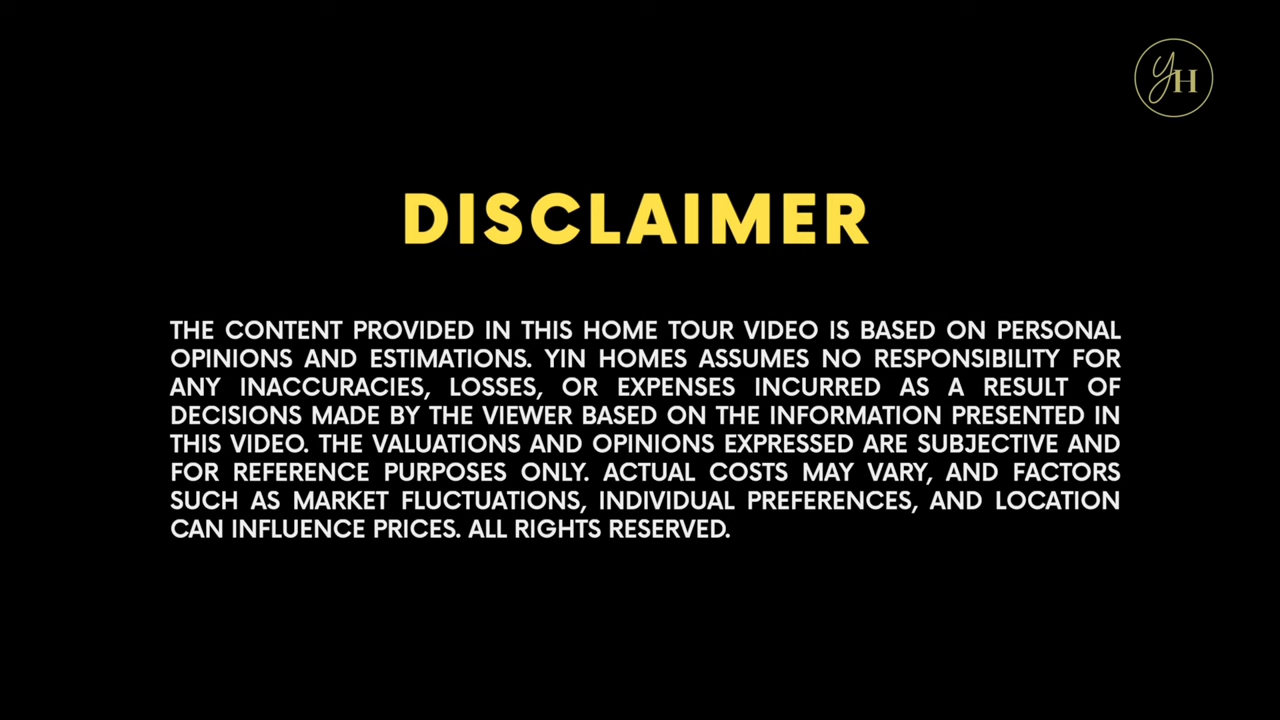 YH
DISCLAIMER
THE CONTENT PROVIDED IN THIS HOME TOUR VIDEO IS BASED ON PERSONAL
OPINIONS AND ESTIMATIONS. YIN HOMES ASSUMES NO RESPONSIBILITY FOR
ANY INACCURACIES, LOSSES, OR EXPENSES INCURRED AS A RESULT OF
DECISIONS MADE BY THE VIEWER BASED ON THE INFORMATION PRESENTED IN
THIS VIDEO. THE VALUATIONS AND OPINIONS EXPRESSED ARE SUBJECTIVE AND
FOR REFERENCE PURPOSES ONLY. ACTUAL COSTS MAY VARY, AND FACTORS
SUCH AS MARKET FLUCTUATIONS, INDIVIDUAL PREFERENCES, AND LOCATION
CAN INFLUENCE PRICES. ALL RIGHTS RESERVED.